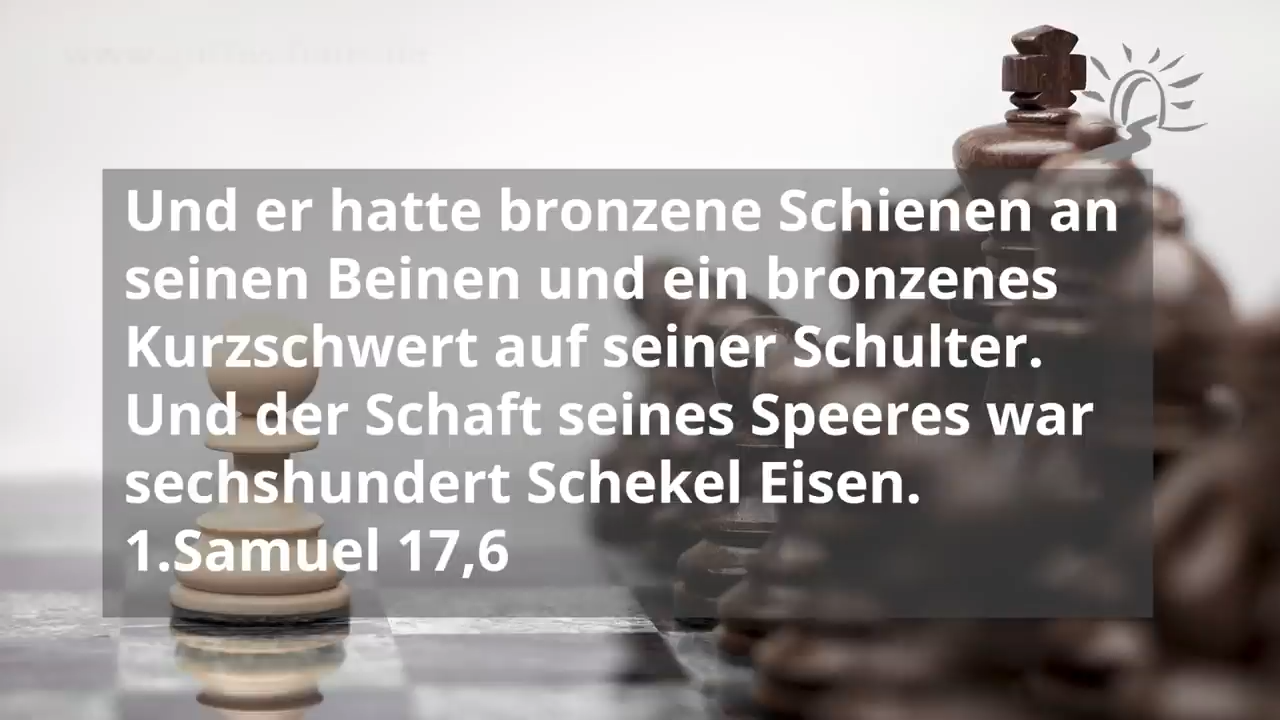 Und er hatte bronzene Schienen an
seinen Beinen und ein bronzenes
Kurzschwert auf seiner Schulter.
Und der Schaft seines Speeres war
sechshundert Schekel Eisen.
1.Samuel 17,6